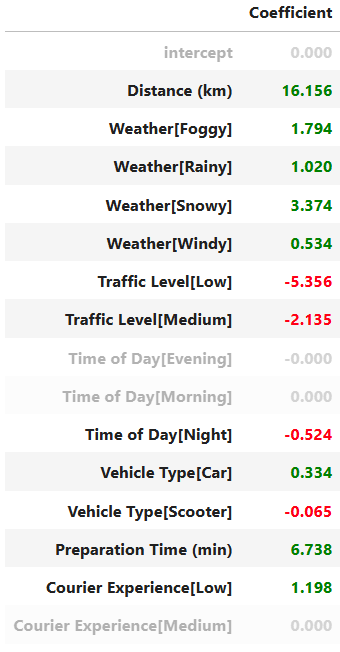 Coefficient
intercept 0.000
Distance (km) 16.156
Weather[Foggy] 1.794
Weather[Rainy] 1.020
Weather[Snowy] 3.374
Weather[Windy] 0.534
Traffic Level[Low] -5.356
Traffic Level[Medium] -2.135
Time of Day[Evening] -0.000
Time of Day[Morning] 0.000
Time of Day[Night] -0.524
Vehicle Type[Car] 0.334
Vehicle Type[Scooter] -0.065
Preparation Time (min) 6.738
Courier Experience[Low] 1.198
Courier Experience[Medium] 0.000